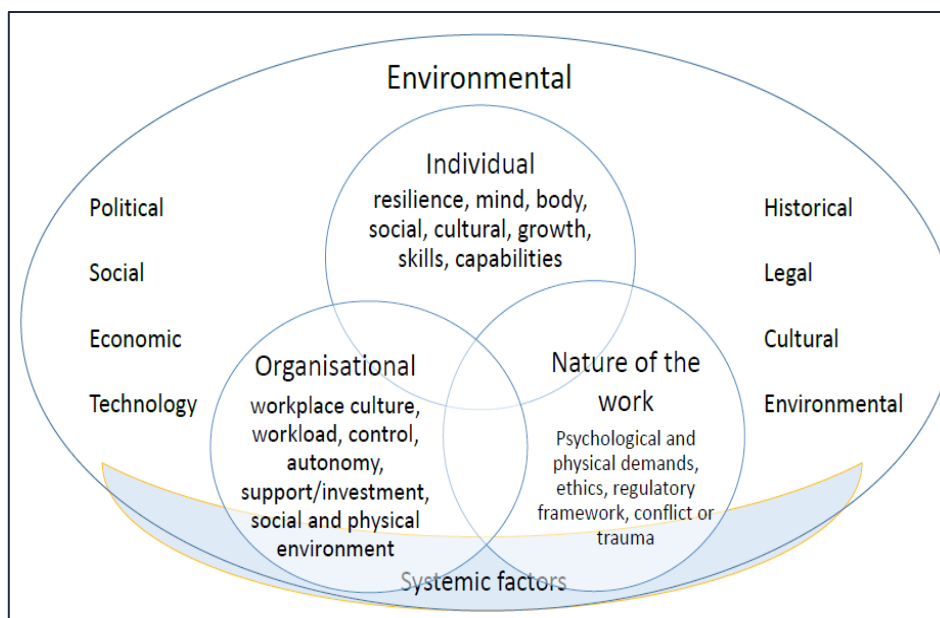 Environmental
Individual
resilience, mind, body,
social, cultural, growth,
skills, capabilities
Political
Social
Economic
Technology
Historical
Legal
Cultural
Environmental
Organisational
workplace culture,
workload, control,
autonomy,
support/investment,
social and physical
environment
Nature of the
work
Psychological and
physical demands,
ethics, regulatory
framework, conflict or
trauma
Systemic factors